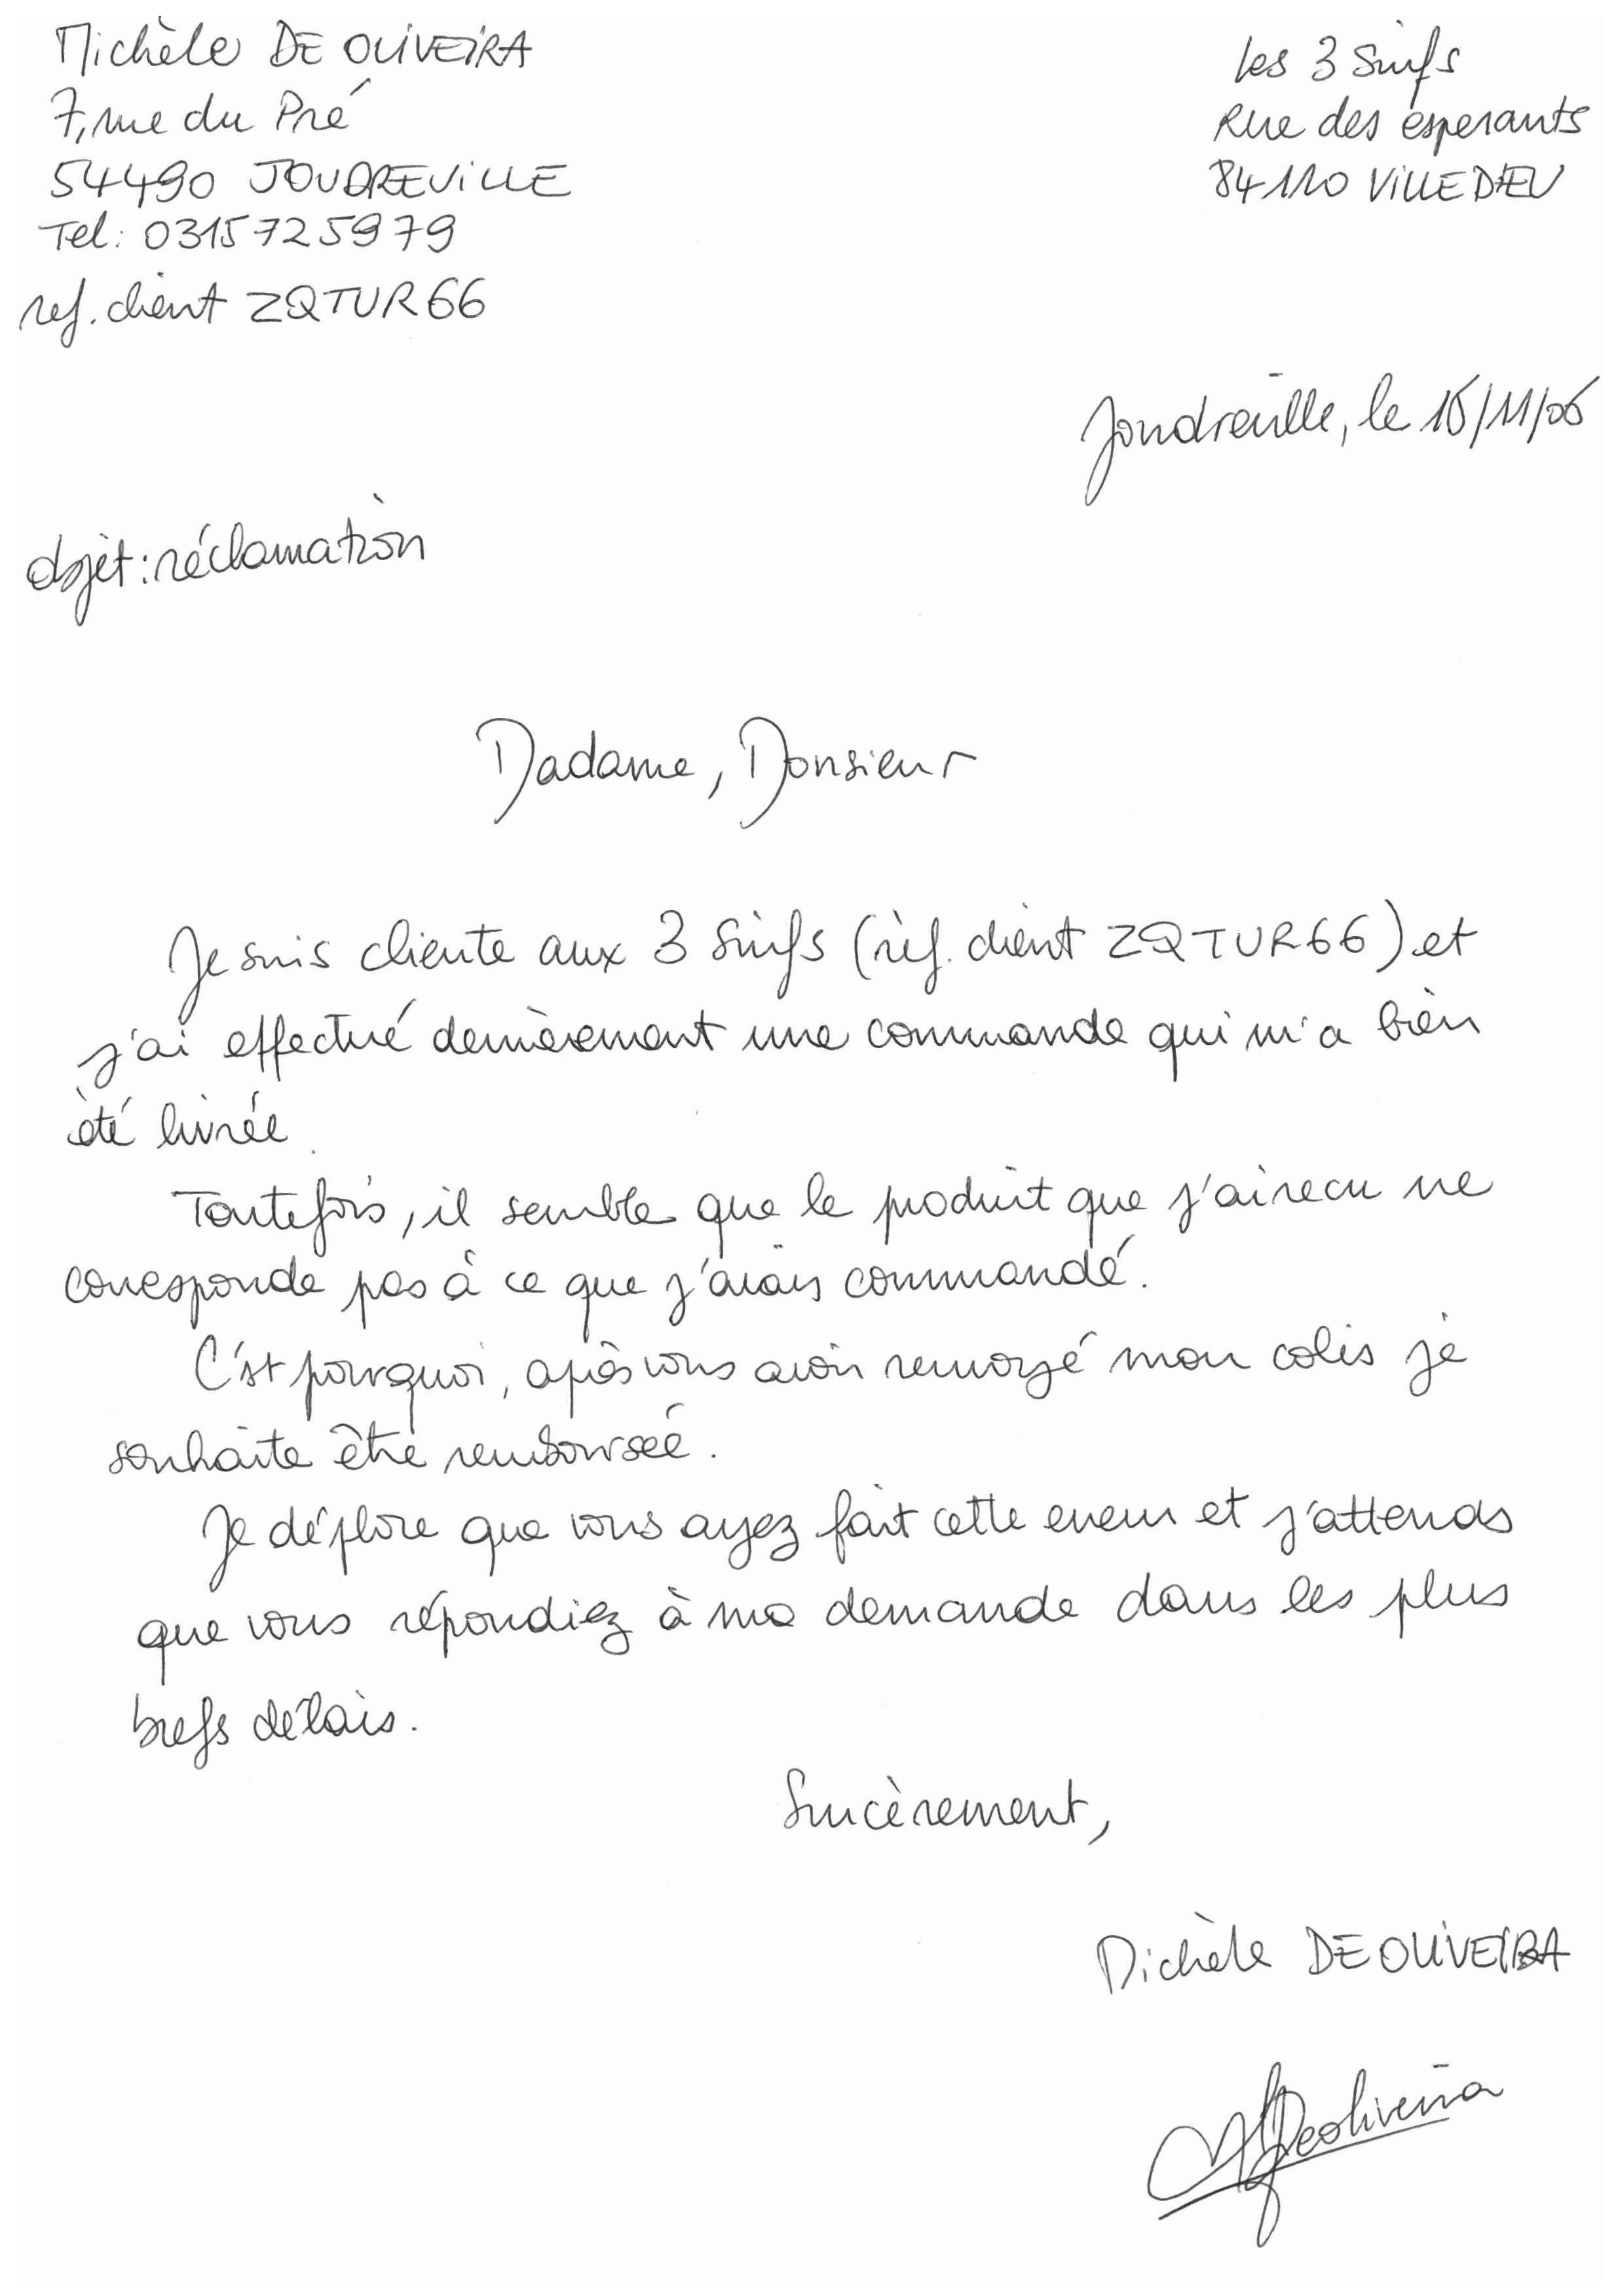 Michèle DE OLIVEIRA
7, rue du Pré
54490 JOUDREVILLE
Tel: 0315725979
ref. client ZQTUR66
les 3 Suifs
Rue des esperants
84110 VILLEDIEU
Joudreville, le 16/11/06
objet: réclamation
Madame, Monsieur
Je suis cliente aux 3 Suifs (réf. client ZQTUR66) et
j'ai effectué dernièrement une commande qui m'a bien
été livrée.
Toutefois, il semble que le produit que j'ai recu ne
corresponde pas à ce que j'avais commandé.
C'est pourquoi, après vous avoir renvoyé mon colis je
souhaite être remboursée.
Je déplore que vous ayez fait cette erreur et j'attends
que vous répondiez à ma demande dans les plus
brefs délais.
Sincèrement,
Michèle DE OLIVEIRA
MDeoliveira